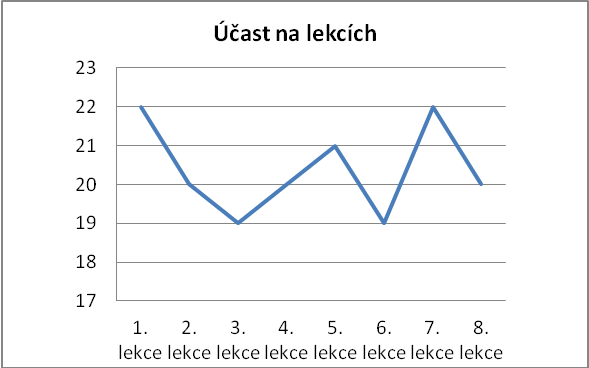 Účast na lekcích
23
22
21
20
19
18
17
1. 2. 3. 4. 5. 6. 7. 8.
lekce lekce lekce lekce lekce lekce lekce lekce